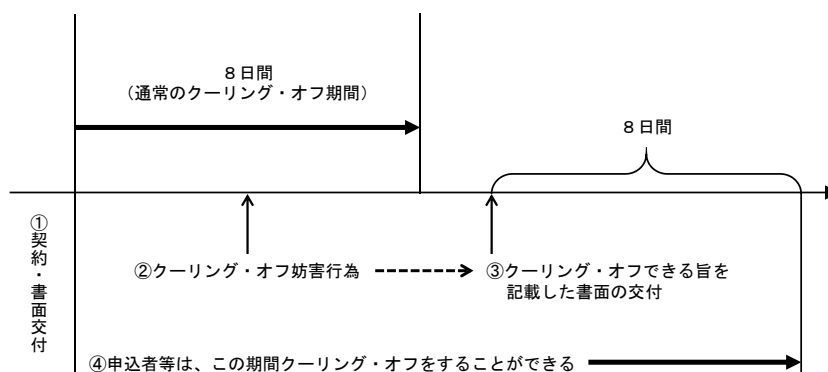 ８日間
（通常のクーリング・オフ期間）
８日間
①契約・書面交付
②クーリング・オフ妨害行為
③クーリング・オフできる旨を
記載した書面の交付
④申込者等は、この期間クーリング・オフをすることができる